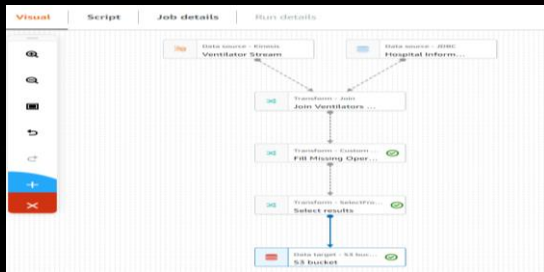 Visual Script Job details Run details
Data source - Kinesis
Ventilator Stream
Data source - JDBC
Hospital Inform...
Transform - Join
Join Ventilators ...
Transform - Custom ...
Fill Missing Oper...
Transform - SelectFro...
Select results
Data target - S3 buc...
S3 bucket